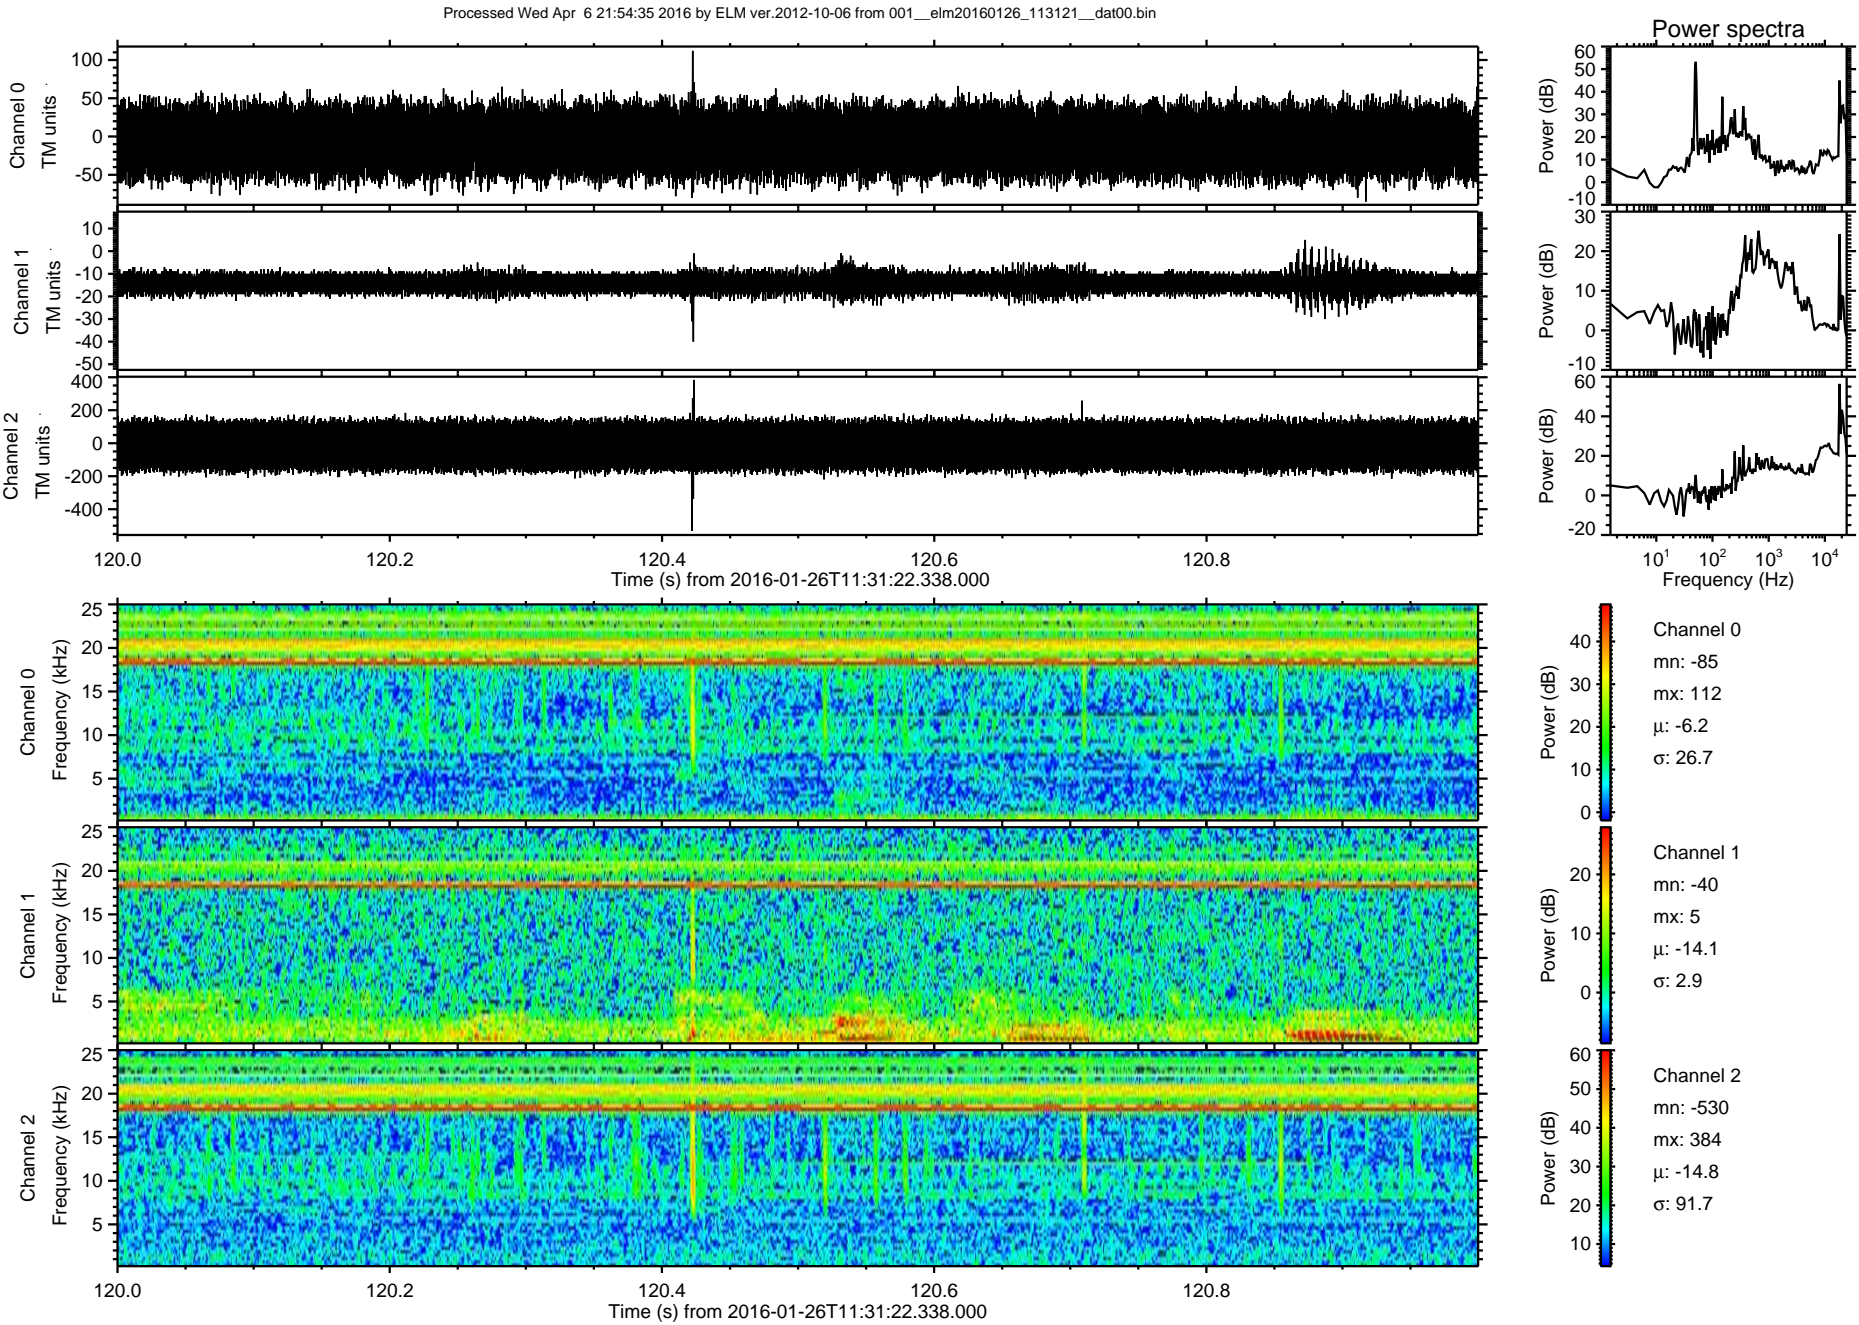 Processed Wed Apr  6 21:54:35 2016 by ELM ver.2012-10-06 from 001__elm20160126_113121__dat00.bin
Power spectra
Channel 0
TM units
100
50
0
-50
Power (dB)
60
50
40
30
20
10
0
-10
Channel 1
TM units
10
0
-10
-20
-30
-40
-50
Power (dB)
30
20
10
0
-10
Channel 2
TM units
400
200
0
-200
-400
Power (dB)
60
40
20
0
-20
120.0 120.2 120.4 120.6 120.8
Time (s) from 2016-01-26T11:31:22.338.000
10¹ 10² 10³ 10⁴
Frequency (Hz)
Channel 0
Frequency (kHz)
25
20
15
10
5
Power (dB)
40
30
20
10
0
Channel 0
mn: -85
mx: 112
μ: -6.2
σ: 26.7
Channel 1
Frequency (kHz)
25
20
15
10
5
Power (dB)
20
10
0
Channel 1
mn: -40
mx: 5
μ: -14.1
σ: 2.9
Channel 2
Frequency (kHz)
25
20
15
10
5
Power (dB)
60
50
40
30
20
10
Channel 2
mn: -530
mx: 384
μ: -14.8
σ: 91.7
120.0 120.2 120.4 120.6 120.8
Time (s) from 2016-01-26T11:31:22.338.000